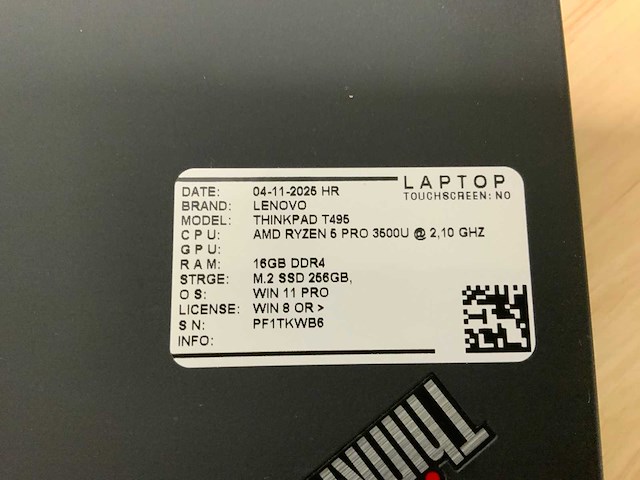 LAPTOP
TOUCHSCREEN: NO
DATE: 04-11-2025 HR
BRAND: LENOVO
MODEL: THINKPAD T495
CPU: AMD RYZEN 5 PRO 3500U @ 2,10 GHZ
GPU:
RAM: 16GB DDR4
STRGE: M.2 SSD 256GB,
OS: WIN 11 PRO
LICENSE: WIN 8 OR >
SN: PF1TKWB6
INFO: